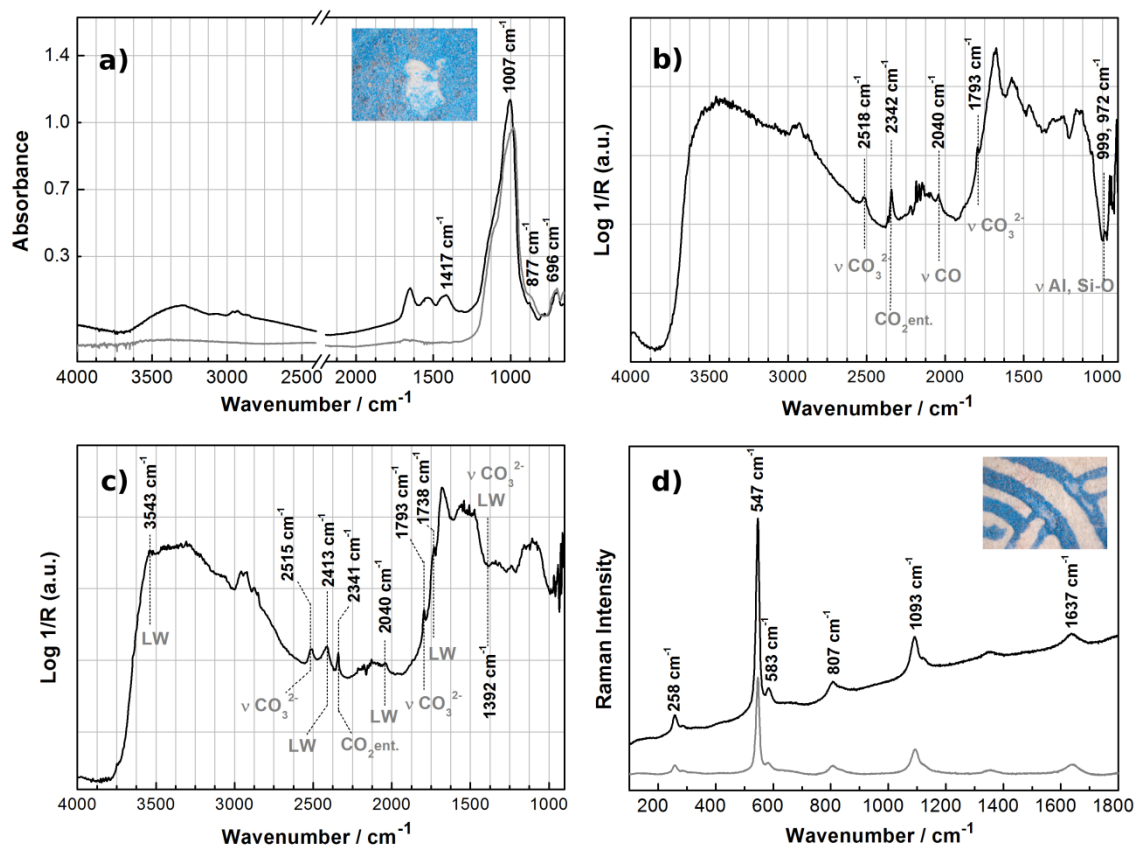 a)
Absorbance
1.4
1.0
0.7
0.3
1417 cm⁻¹
1007 cm⁻¹
877 cm⁻¹
696 cm⁻¹
4000 3500 3000 2500 2000 1500 1000
Wavenumber / cm⁻¹
b)
Log 1/R (a.u.)
2518 cm⁻¹
2342 cm⁻¹
2040 cm⁻¹
1793 cm⁻¹
999, 972 cm⁻¹
ν CO₃²⁻
ν CO₃²⁻
ν CO
ν Al, Si-O
CO₂ent.
4000 3500 3000 2500 2000 1500 1000
Wavenumber / cm⁻¹
c)
Log 1/R (a.u.)
3543 cm⁻¹
2515 cm⁻¹
2413 cm⁻¹
2341 cm⁻¹
2040 cm⁻¹
1793 cm⁻¹
1738 cm⁻¹
ν CO₃²⁻
LW
LW
LW
ν CO₃²⁻
LW
ν CO₃²⁻
1392 cm⁻¹
LW
CO₂ent.
4000 3500 3000 2500 2000 1500 1000
Wavenumber / cm⁻¹
d)
Raman Intensity
258 cm⁻¹
547 cm⁻¹
583 cm⁻¹
807 cm⁻¹
1093 cm⁻¹
1637 cm⁻¹
200 400 600 800 1000 1200 1400 1600 1800
Wavenumber / cm⁻¹